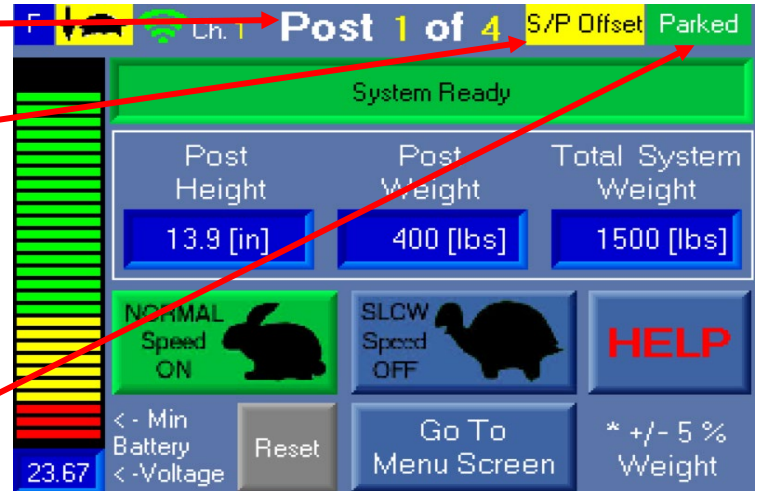 F
Ch. 1
Post 1 of 4
S/P Offset
Parked
System Ready
Post
Height
Post
Weight
Total System
Weight
13.9 [in]
400 [lbs]
1500 [lbs]
NORMAL
Speed
ON
SLOW
Speed
OFF
HELP
<- Min
Battery
<-Voltage
23.67
Reset
Go To
Menu Screen
* +/- 5 %
Weight